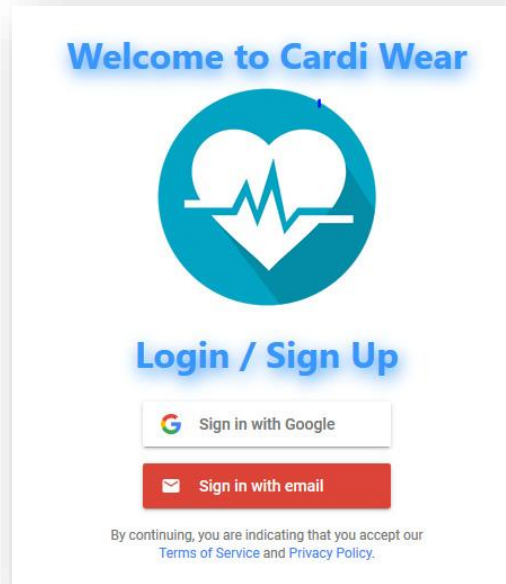 Welcome to Cardi Wear
Login / Sign Up
Sign in with Google
Sign in with email
By continuing, you are indicating that you accept our
Terms of Service and Privacy Policy.